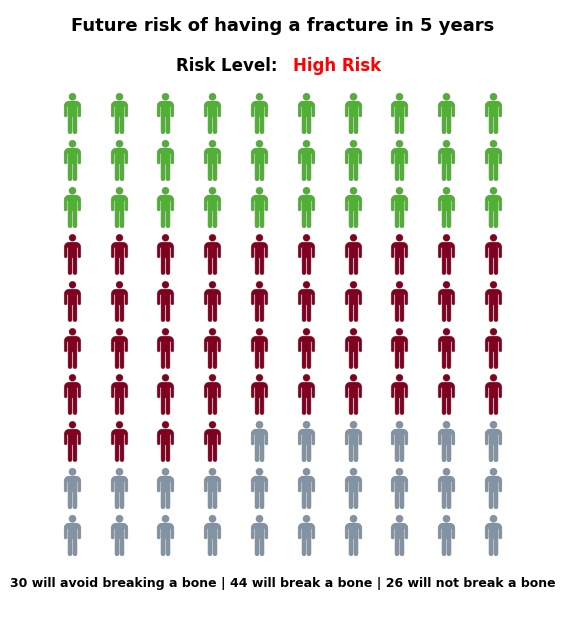 Future risk of having a fracture in 5 years
Risk Level: High Risk
30 will avoid breaking a bone | 44 will break a bone | 26 will not break a bone